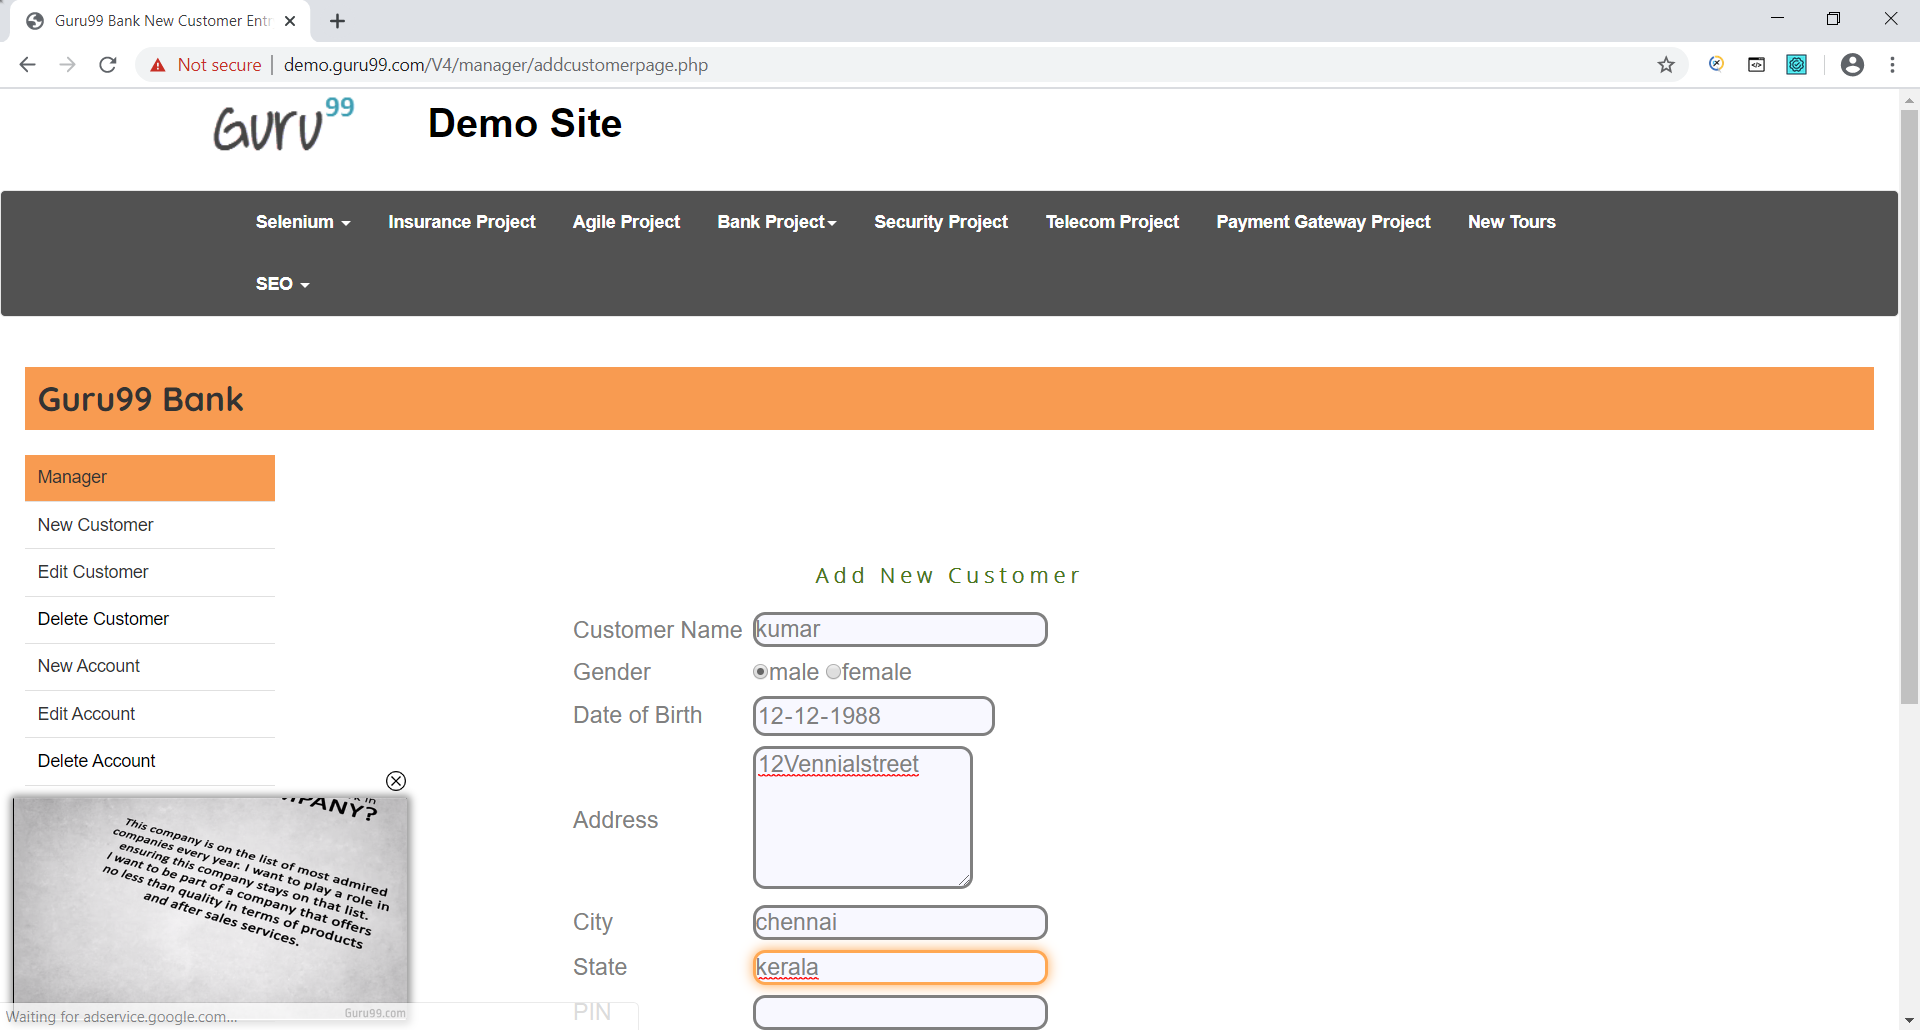 Guru99 Bank New Customer Entr
Not secure | demo.guru99.com/V4/manager/addcustomerpage.php
Guru99 Demo Site
Selenium Insurance Project Agile Project Bank Project Security Project Telecom Project Payment Gateway Project New Tours
SEO
Guru99 Bank
Manager
New Customer
Edit Customer
Delete Customer
New Account
Edit Account
Delete Account
Add New Customer
Customer Name kumar
Gender male female
Date of Birth 12-12-1988
Address 12Vennialstreet
City chennai
State kerala
PIN
in
This company is on the list of most admired
companies every year. I want to play a role in
ensuring this company stays on that list.
I want to be part of a company that offers
no less than quality in terms of products
and after sales services.
Guru99.com
Waiting for adservice.google.com...